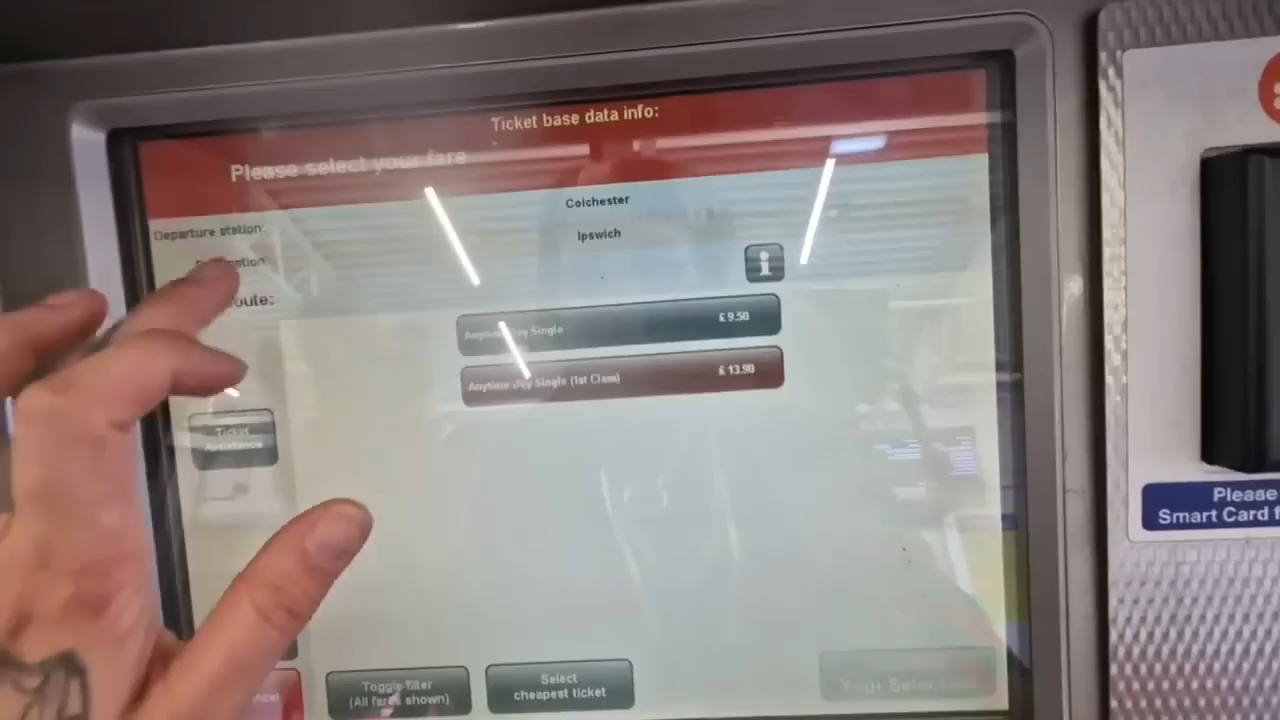 Ticket base data info:
Please select your fare
Departure station:
Colchester
Ipswich
Anytime Day Single £ 9.50
Anytime Day Single (1st Class) £ 13.90
Ticket
Assistance
Toggle filter
(All fares shown)
Select
cheapest ticket
Your Selection
Please
Smart Card f